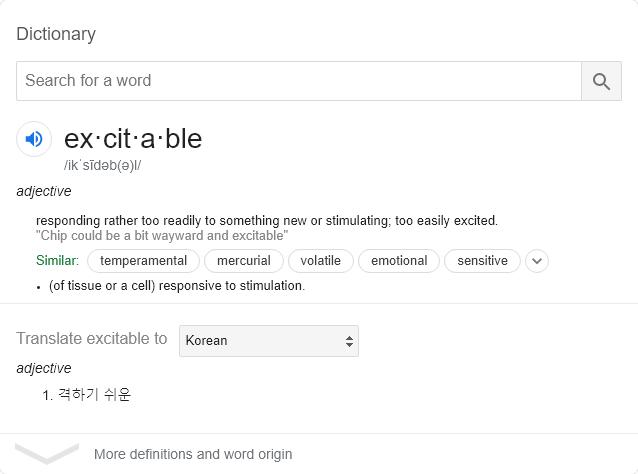 Dictionary
Search for a word
ex·cit·a·ble
/ikˈsīdəb(ə)l/
adjective
responding rather too readily to something new or stimulating; too easily excited.
"Chip could be a bit wayward and excitable"
Similar: temperamental mercurial volatile emotional sensitive
• (of tissue or a cell) responsive to stimulation.
Translate excitable to Korean
adjective
1. 격하기 쉬운
More definitions and word origin